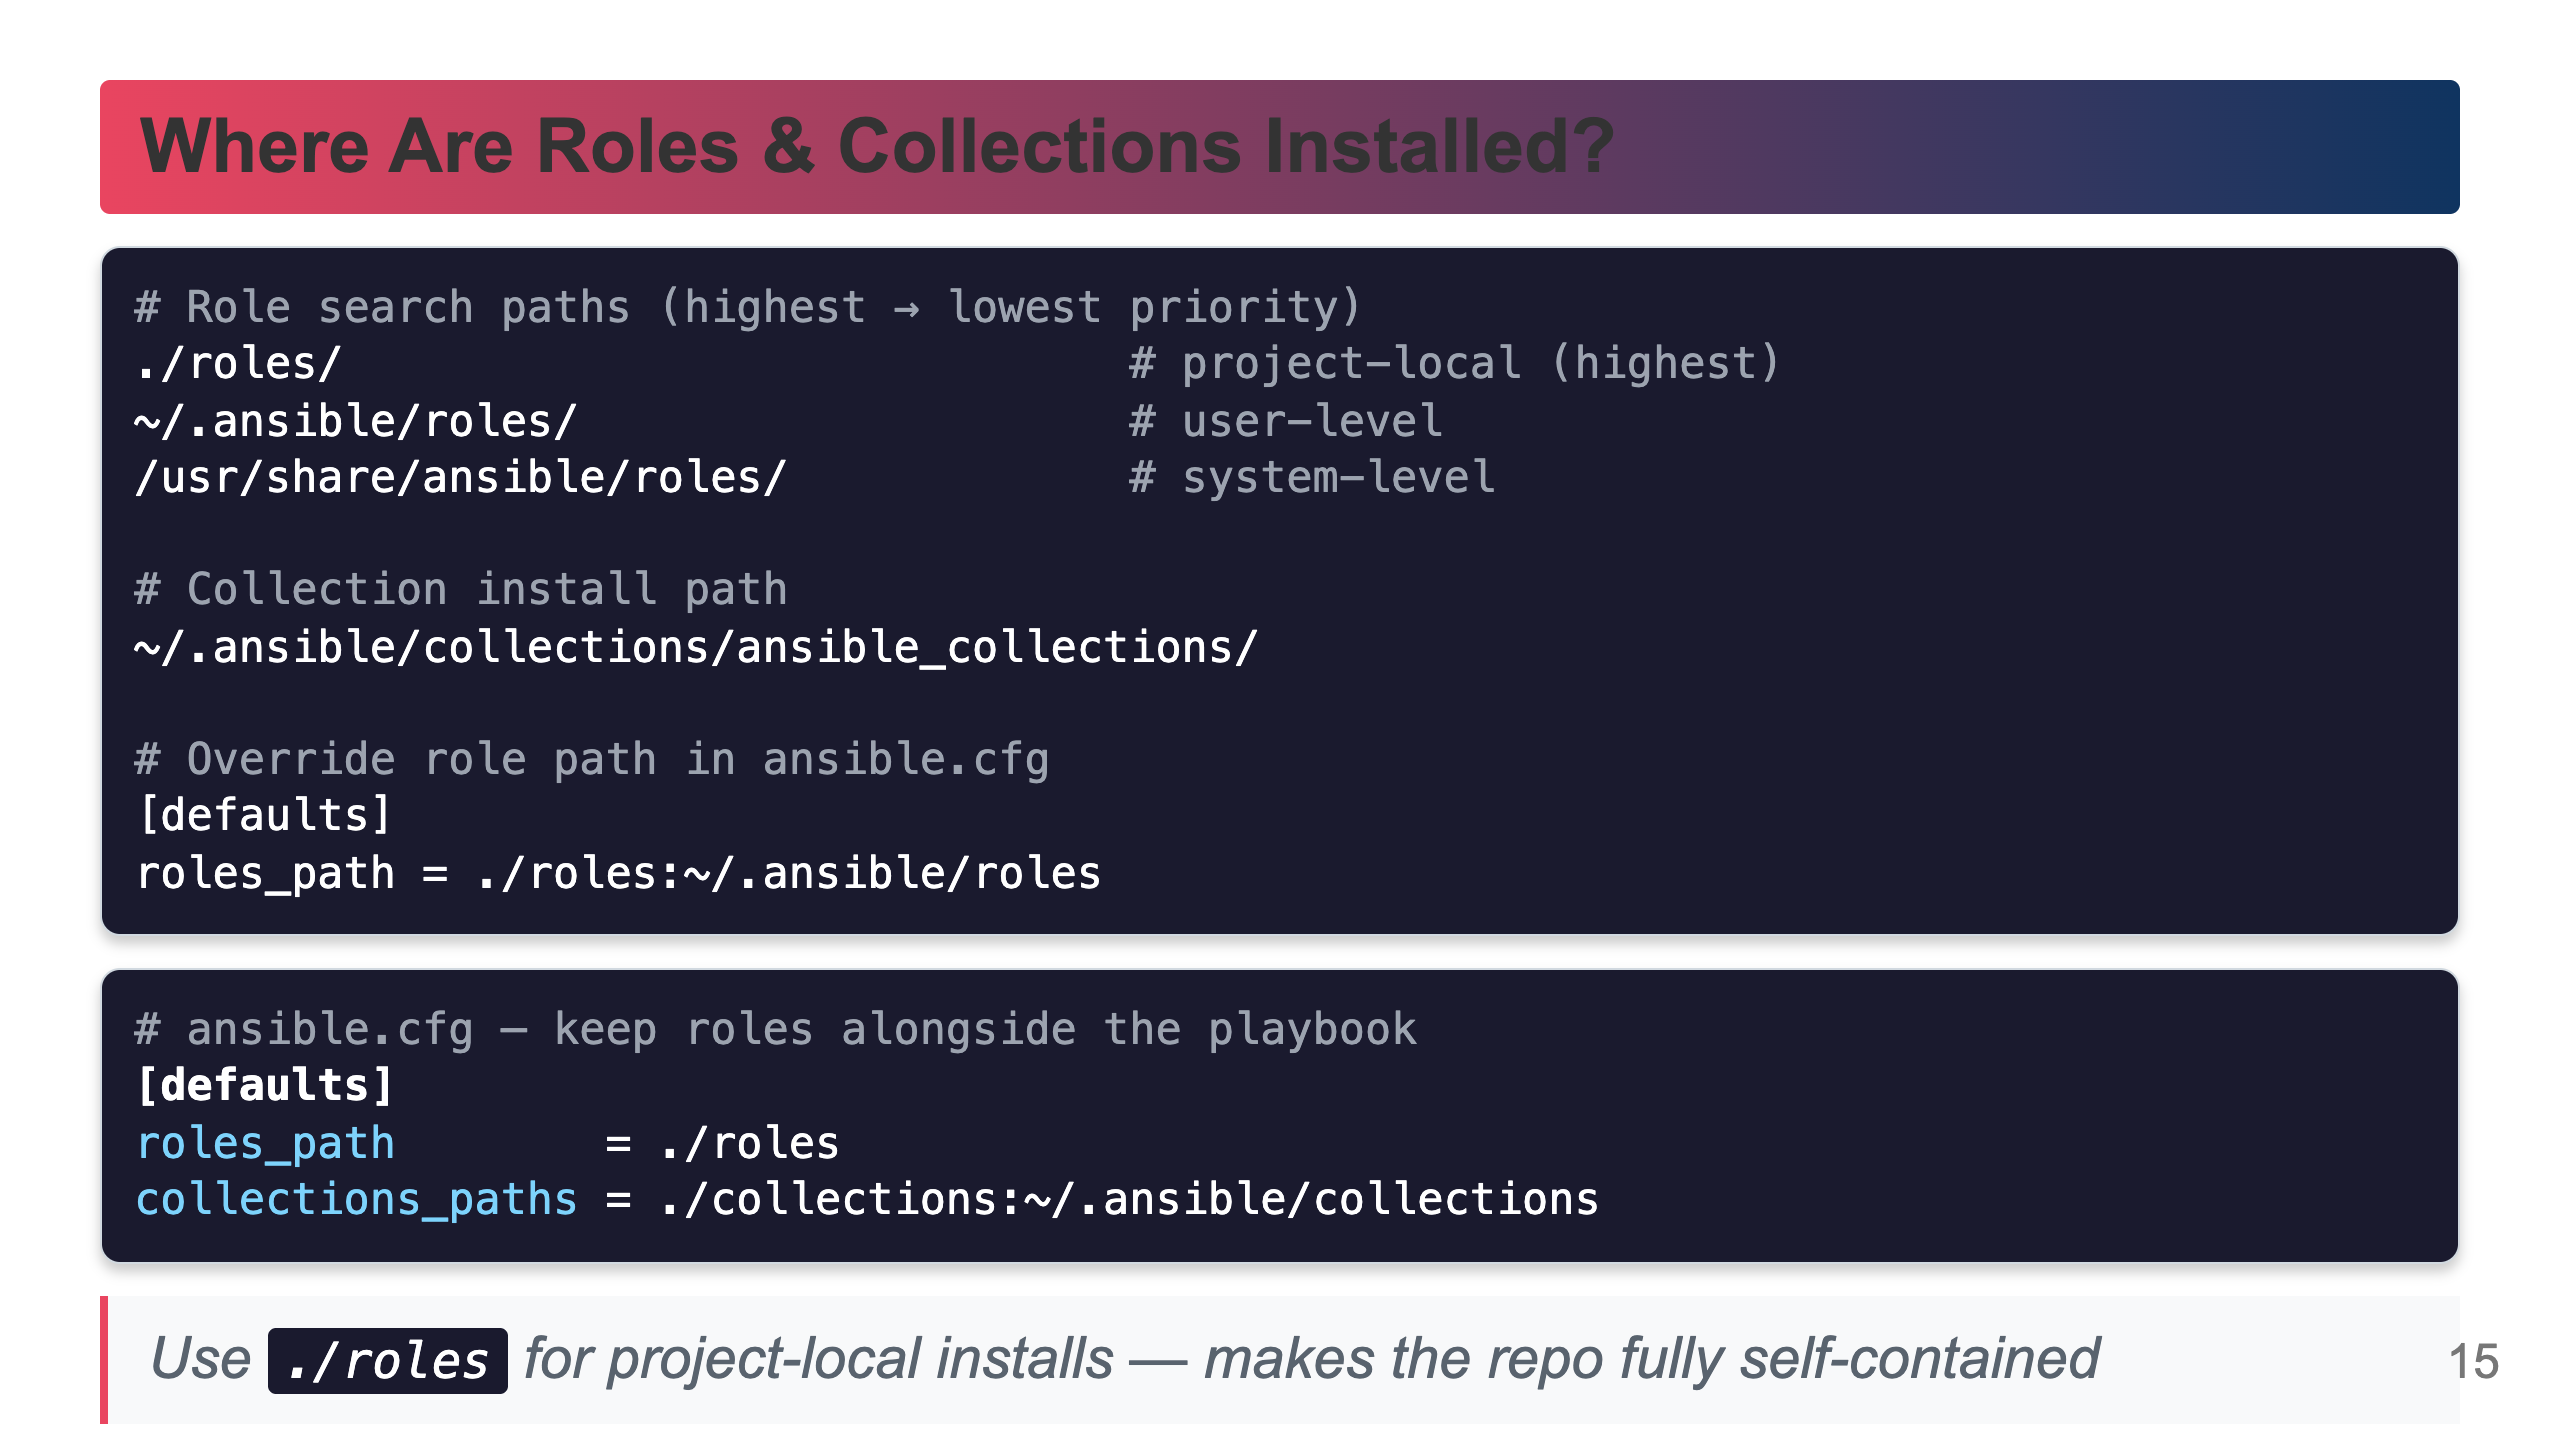 Where Are Roles & Collections Installed?
# Role search paths (highest → lowest priority)
./roles/                              # project-local (highest)
~/.ansible/roles/                     # user-level
/usr/share/ansible/roles/             # system-level
# Collection install path
~/.ansible/collections/ansible_collections/
# Override role path in ansible.cfg
[defaults]
roles_path = ./roles:~/.ansible/roles
# ansible.cfg — keep roles alongside the playbook
[defaults]
roles_path        = ./roles
collections_paths = ./collections:~/.ansible/collections
Use ./roles for project-local installs — makes the repo fully self-contained
15